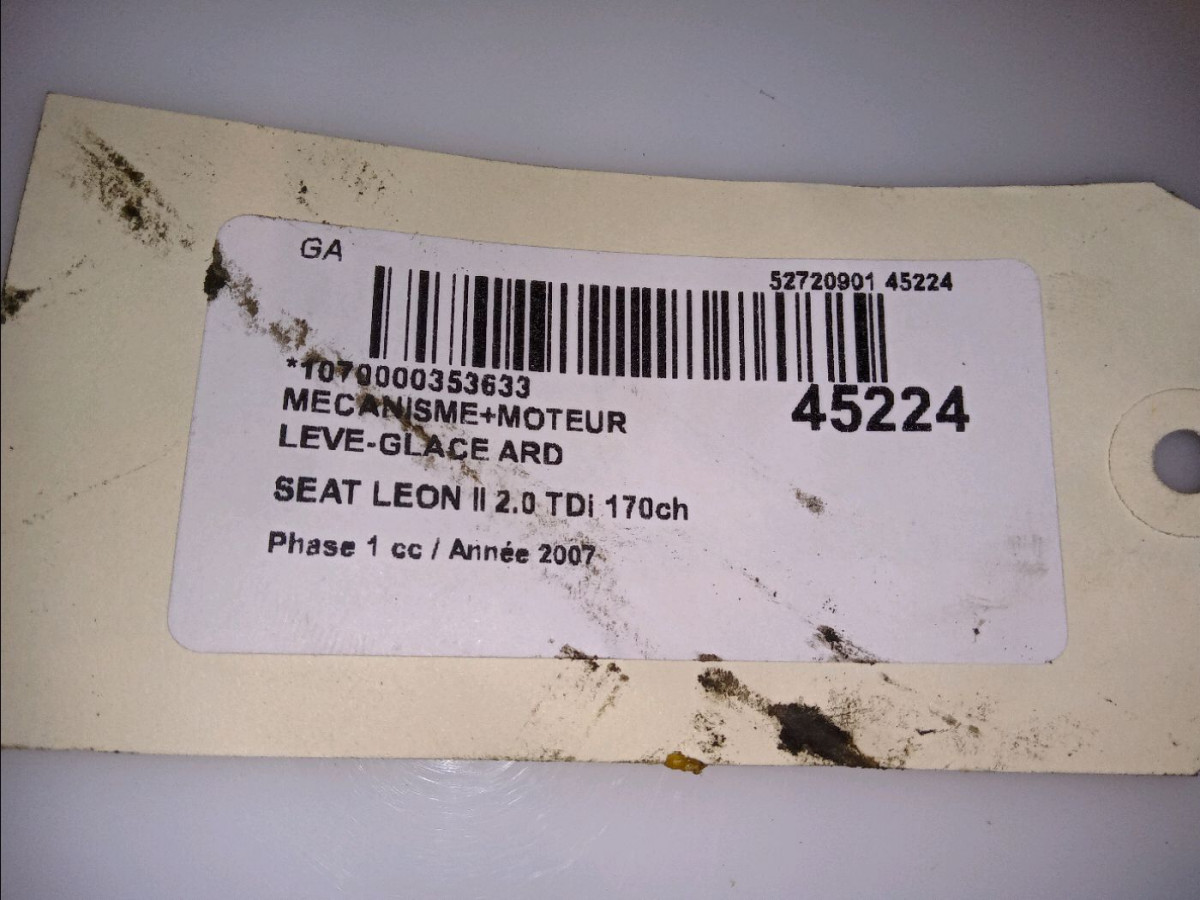 GA
52720901 45224
*1070000353633
45224
MECANISME+MOTEUR
LEVE-GLACE ARD
SEAT LEON II 2.0 TDi 170ch
Phase 1 cc / Année 2007